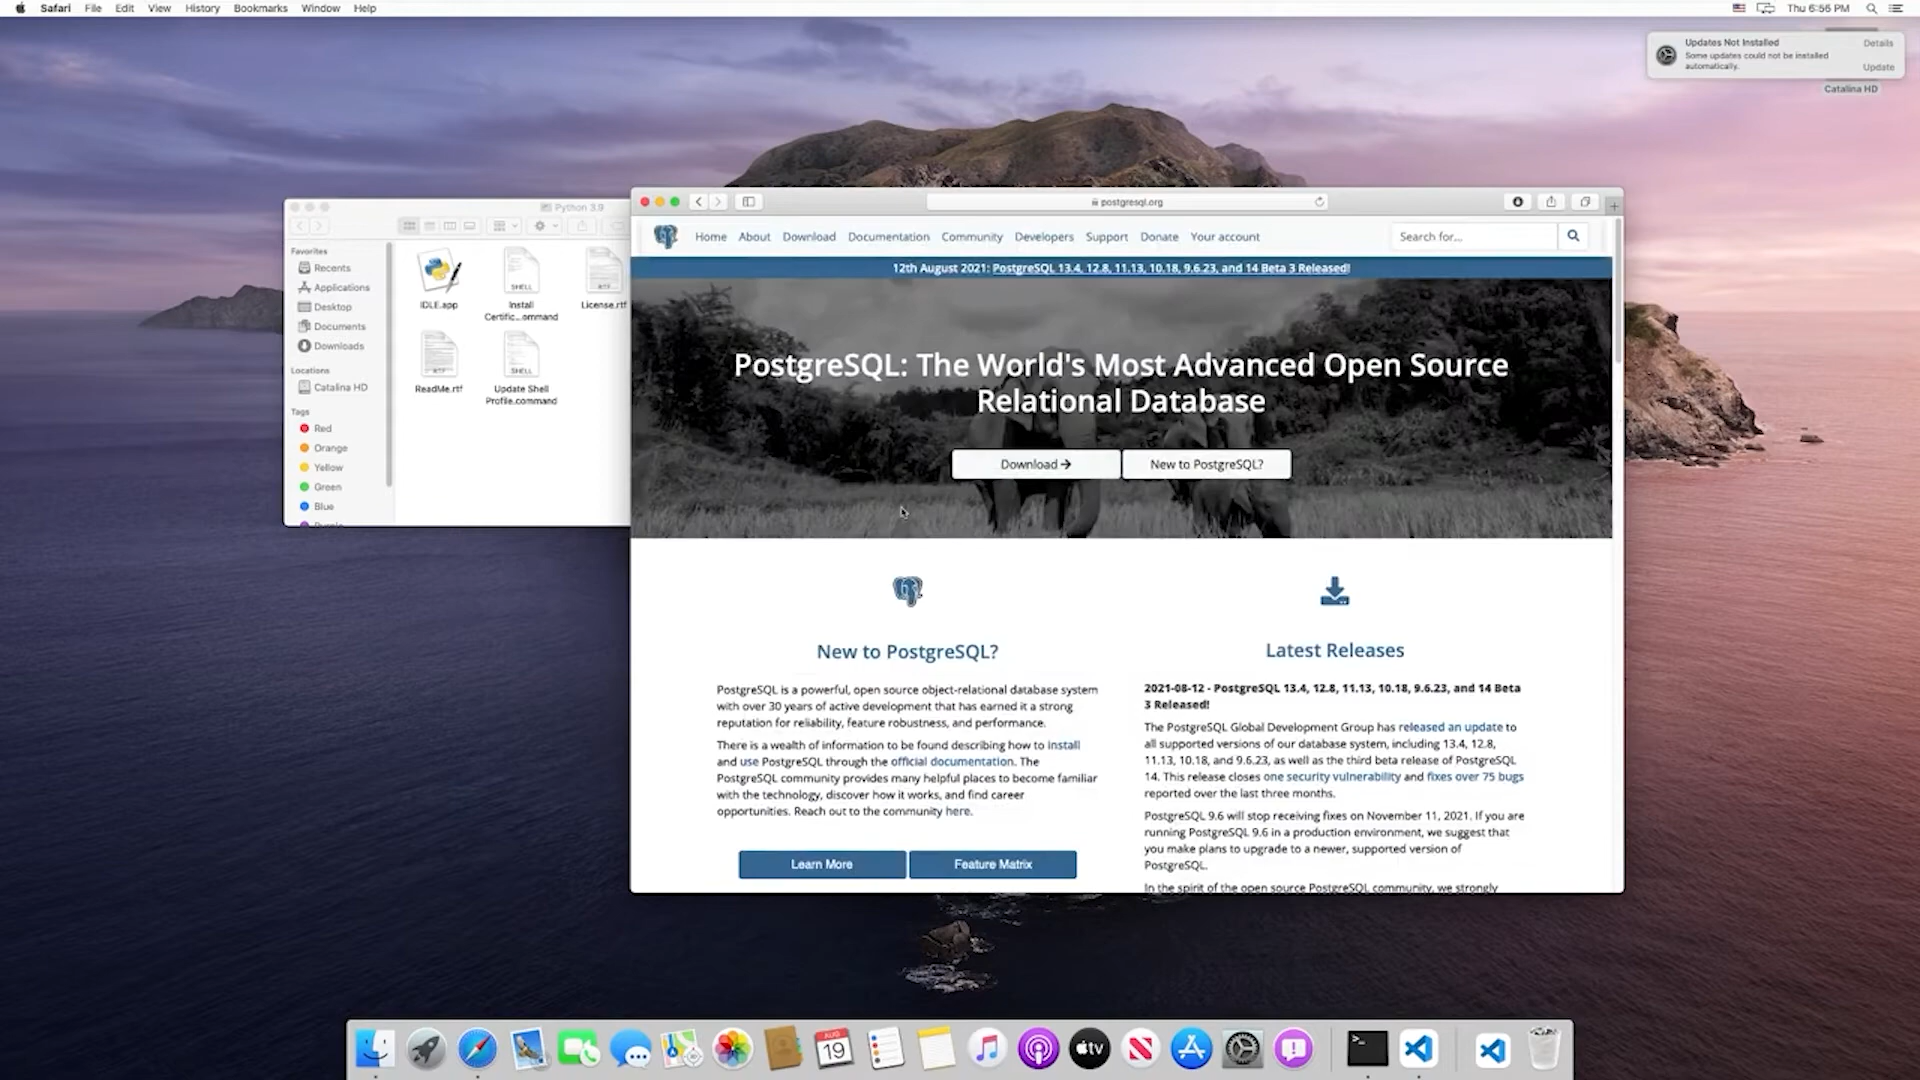 Safari File Edit View History Bookmarks Window Help
Thu 6:56 PM
Updates Not Installed
Details
Some updates could not be installed
automatically.
Update
Catalina HD
Python 3.9
Favorites
Recents
Applications
Desktop
Documents
Downloads
Locations
Catalina HD
Tags
Red
Orange
Yellow
Green
Blue
IDLE.app
SHELL
Install
Certific...ommand
License.rtf
RTF
ReadMe.rtf
SHELL
Update Shell
Profile.command
postgresql.org
Home About Download Documentation Community Developers Support Donate Your account
Search for...
12th August 2021: PostgreSQL 13.4, 12.8, 11.13, 10.18, 9.6.23, and 14 Beta 3 Released!
PostgreSQL: The World's Most Advanced Open Source
Relational Database
Download
New to PostgreSQL?
New to PostgreSQL?
PostgreSQL is a powerful, open source object-relational database system
with over 30 years of active development that has earned it a strong
reputation for reliability, feature robustness, and performance.
There is a wealth of information to be found describing how to install
and use PostgreSQL through the official documentation. The
PostgreSQL community provides many helpful places to become familiar
with the technology, discover how it works, and find career
opportunities. Reach out to the community here.
Learn More
Feature Matrix
Latest Releases
2021-08-12 - PostgreSQL 13.4, 12.8, 11.13, 10.18, 9.6.23, and 14 Beta
3 Released!
The PostgreSQL Global Development Group has released an update to
all supported versions of our database system, including 13.4, 12.8,
11.13, 10.18, and 9.6.23, as well as the third beta release of PostgreSQL
14. This release closes one security vulnerability and fixes over 75 bugs
reported over the last three months.
PostgreSQL 9.6 will stop receiving fixes on November 11, 2021. If you are
running PostgreSQL 9.6 in a production environment, we suggest that
you make plans to upgrade to a newer, supported version of
PostgreSQL.
In the spirit of the open source PostgreSQL community, we strongly
AUG
19
tv